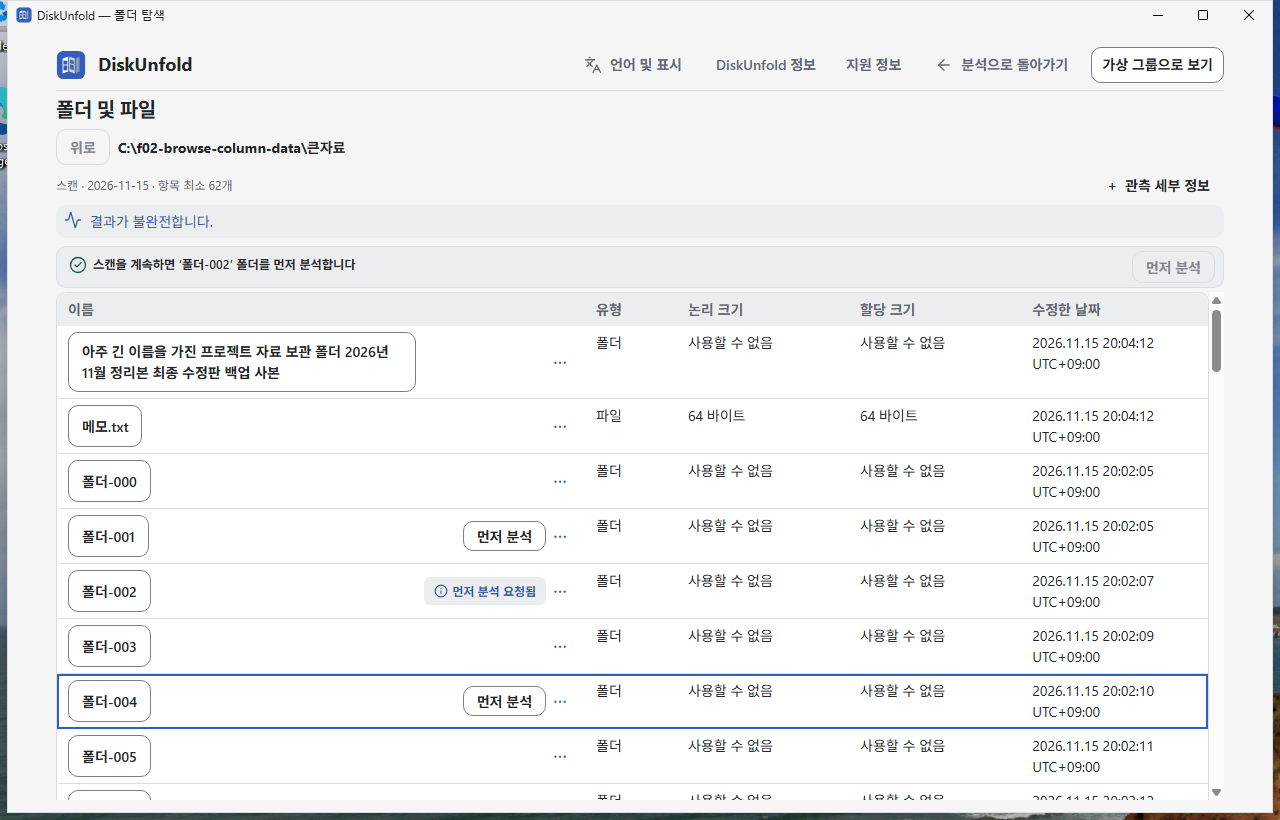 DiskUnfold — 폴더 탐색
DiskUnfold
언어 및 표시
DiskUnfold 정보
지원 정보
← 분석으로 돌아가기
가상 그룹으로 보기
폴더 및 파일
위로
C:\f02-browse-column-data\큰자료
스캔 · 2026-11-15 · 항목 최소 62개
+ 관측 세부 정보
결과가 불완전합니다.
스캔을 계속하면 ‘폴더-002’ 폴더를 먼저 분석합니다
먼저 분석
이름 유형 논리 크기 할당 크기 수정한 날짜
아주 긴 이름을 가진 프로젝트 자료 보관 폴더 2026년
11월 정리본 최종 수정판 백업 사본
... 폴더 사용할 수 없음 사용할 수 없음 2026.11.15 20:04:12
UTC+09:00
메모.txt ... 파일 64 바이트 64 바이트 2026.11.15 20:04:12
UTC+09:00
폴더-000 ... 폴더 사용할 수 없음 사용할 수 없음 2026.11.15 20:02:05
UTC+09:00
폴더-001 먼저 분석 ... 폴더 사용할 수 없음 사용할 수 없음 2026.11.15 20:02:05
UTC+09:00
폴더-002 먼저 분석 요청됨 ... 폴더 사용할 수 없음 사용할 수 없음 2026.11.15 20:02:07
UTC+09:00
폴더-003 ... 폴더 사용할 수 없음 사용할 수 없음 2026.11.15 20:02:09
UTC+09:00
폴더-004 먼저 분석 ... 폴더 사용할 수 없음 사용할 수 없음 2026.11.15 20:02:10
UTC+09:00
폴더-005 ... 폴더 사용할 수 없음 사용할 수 없음 2026.11.15 20:02:11
UTC+09:00